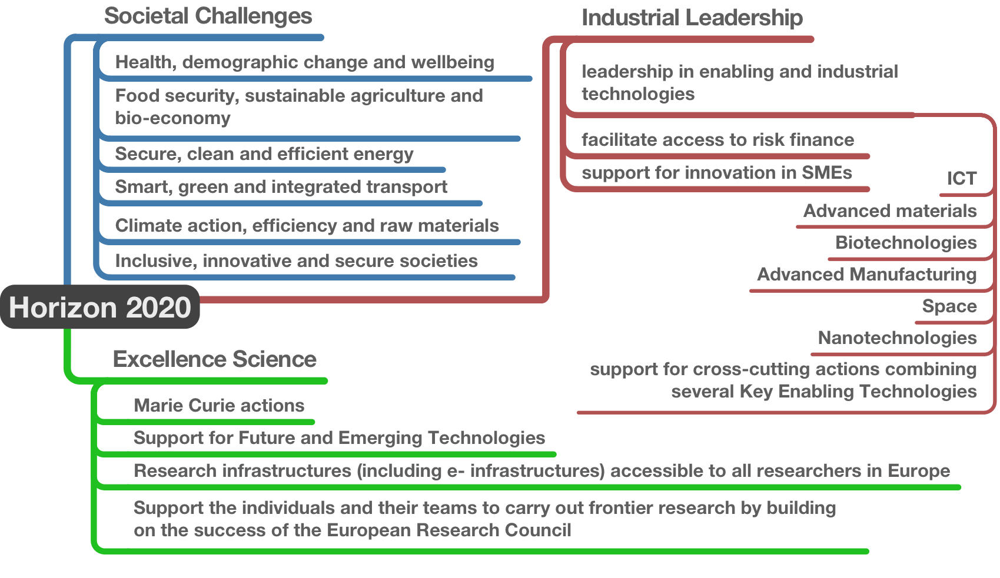 Societal Challenges
Health, demographic change and wellbeing
Food security, sustainable agriculture and
bio-economy
Secure, clean and efficient energy
Smart, green and integrated transport
Climate action, efficiency and raw materials
Inclusive, innovative and secure societies
Industrial Leadership
leadership in enabling and industrial
technologies
facilitate access to risk finance
support for innovation in SMEs
ICT
Advanced materials
Biotechnologies
Advanced Manufacturing
Space
Nanotechnologies
support for cross-cutting actions combining
several Key Enabling Technologies
Horizon 2020
Excellence Science
Marie Curie actions
Support for Future and Emerging Technologies
Research infrastructures (including e- infrastructures) accessible to all researchers in Europe
Support the individuals and their teams to carry out frontier research by building
on the success of the European Research Council